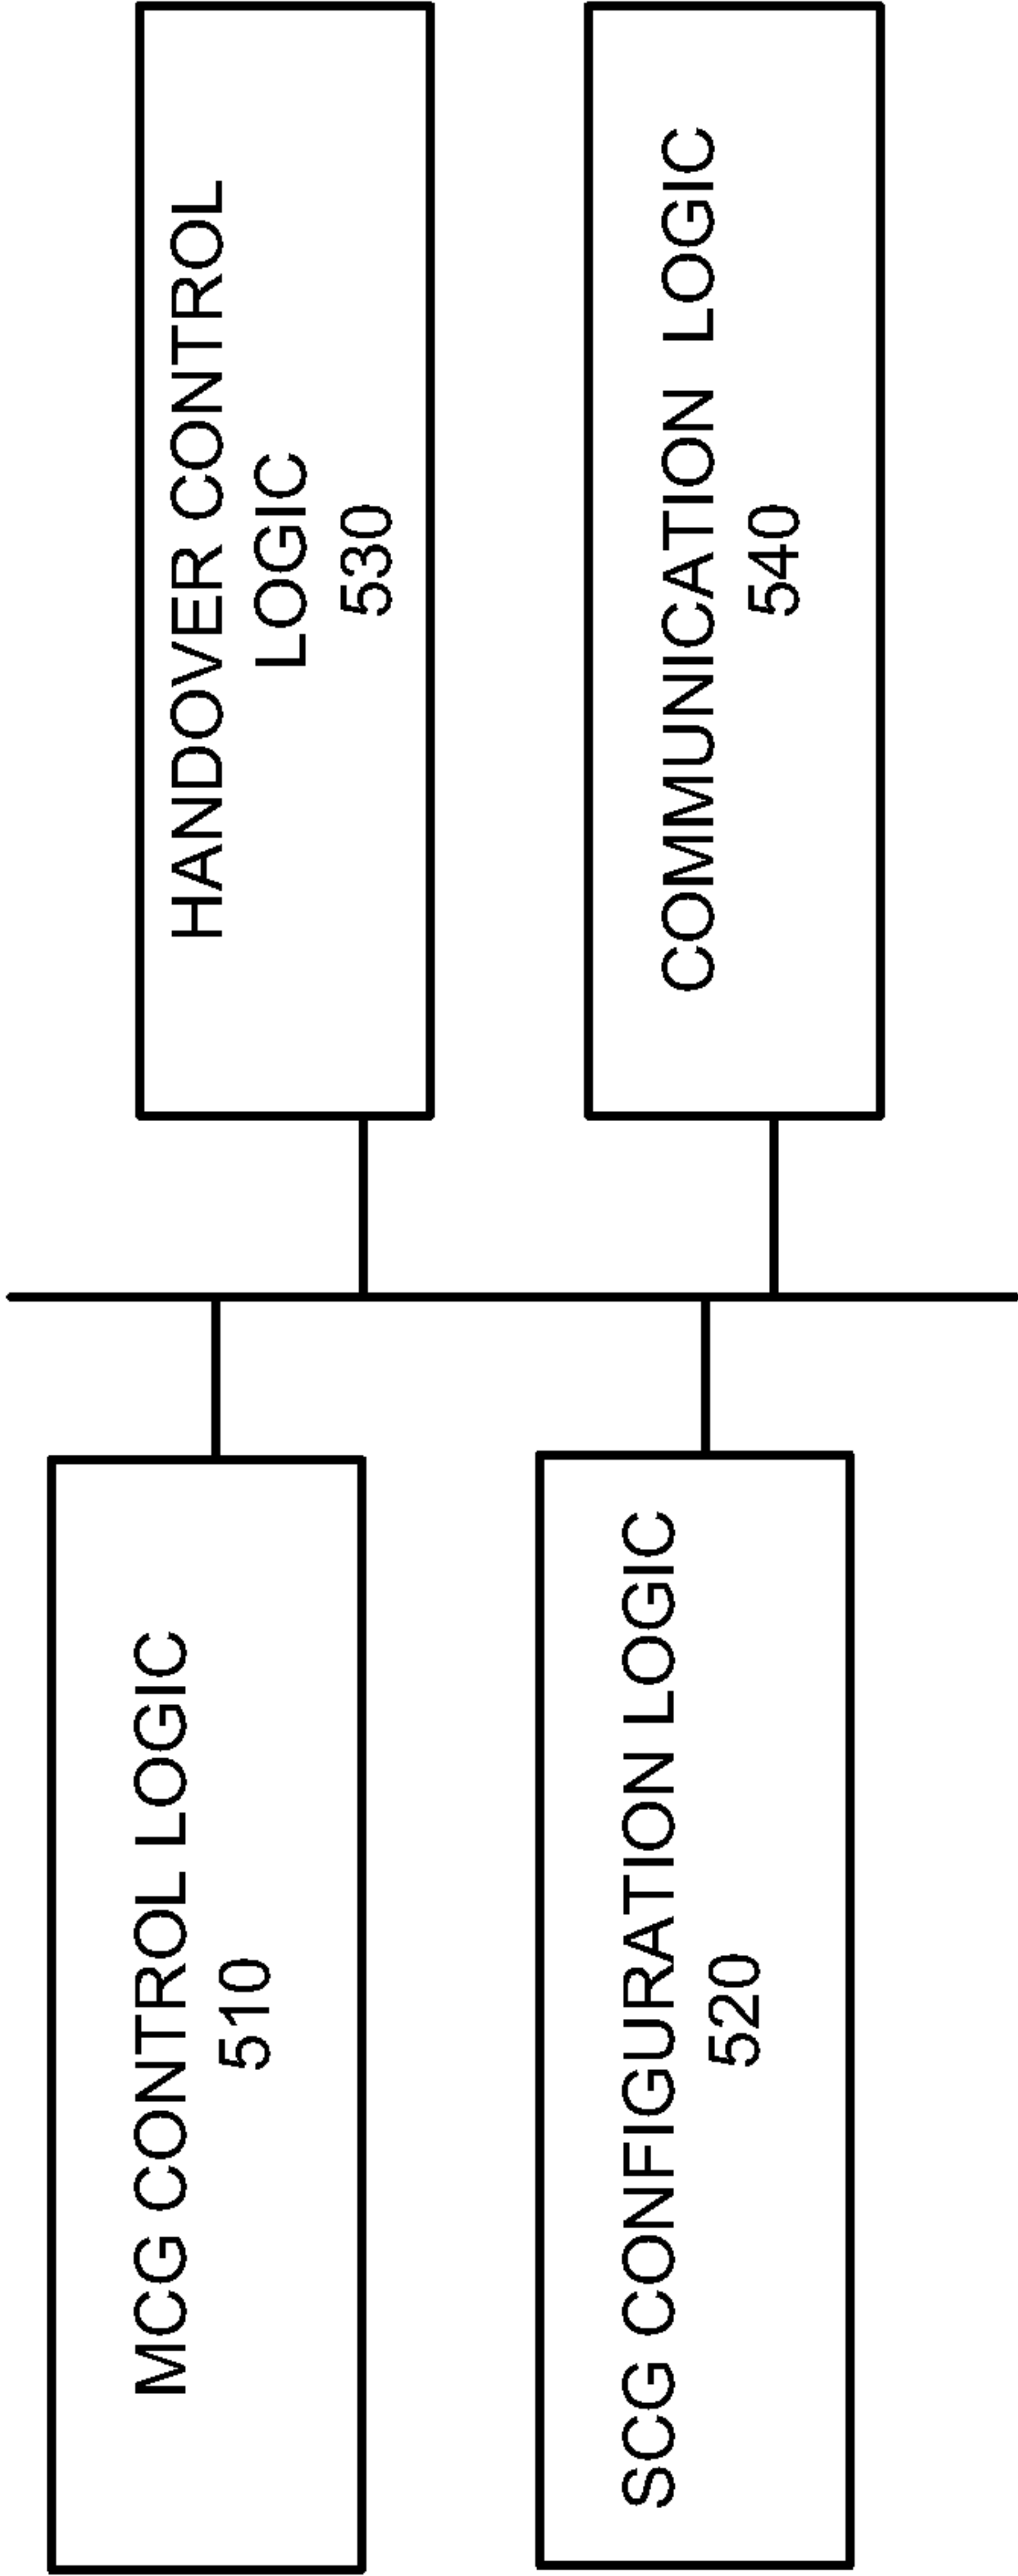 MCG CONTROL LOGIC
510
SCG CONFIGURATION LOGIC
520
HANDOVER CONTROL
LOGIC
530
COMMUNICATION LOGIC
540